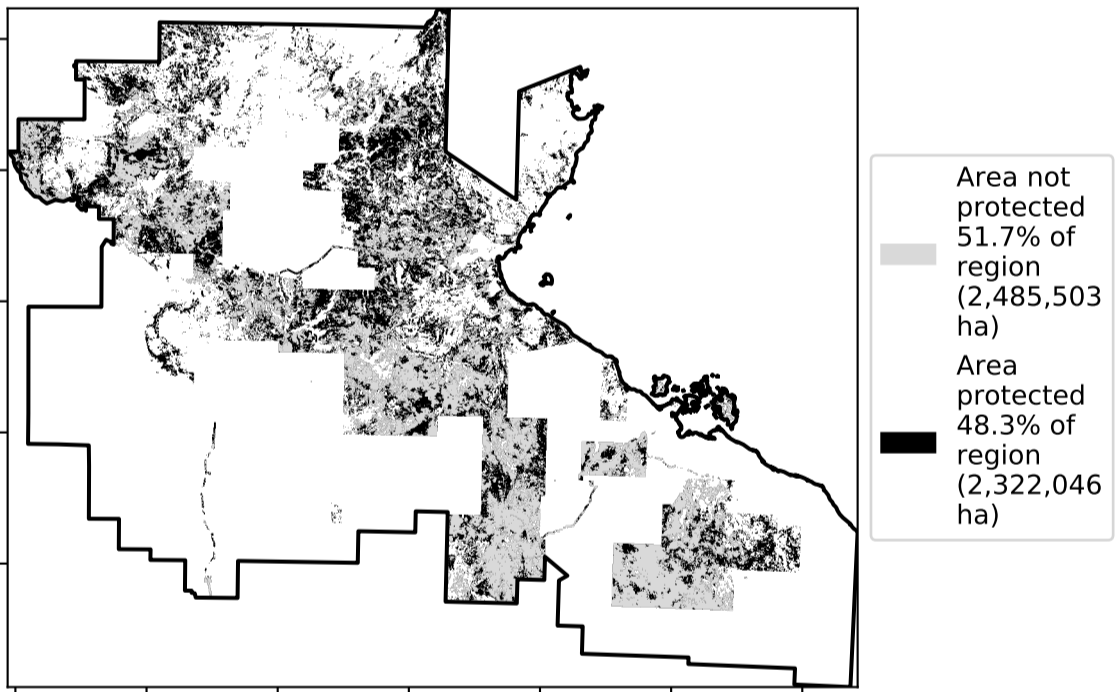 Area not
protected
51.7% of
region
(2,485,503
ha)
Area
protected
48.3% of
region
(2,322,046
ha)